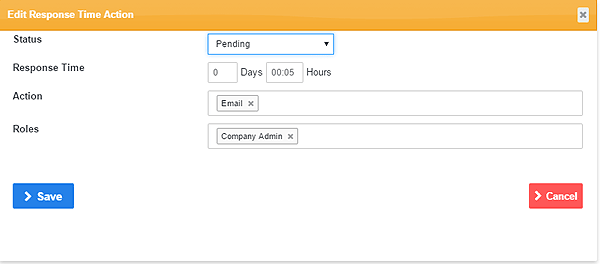 Edit Response Time Action
Status Pending
Response Time 0 Days 00:05 Hours
Action Email
Roles Company Admin
Save Cancel